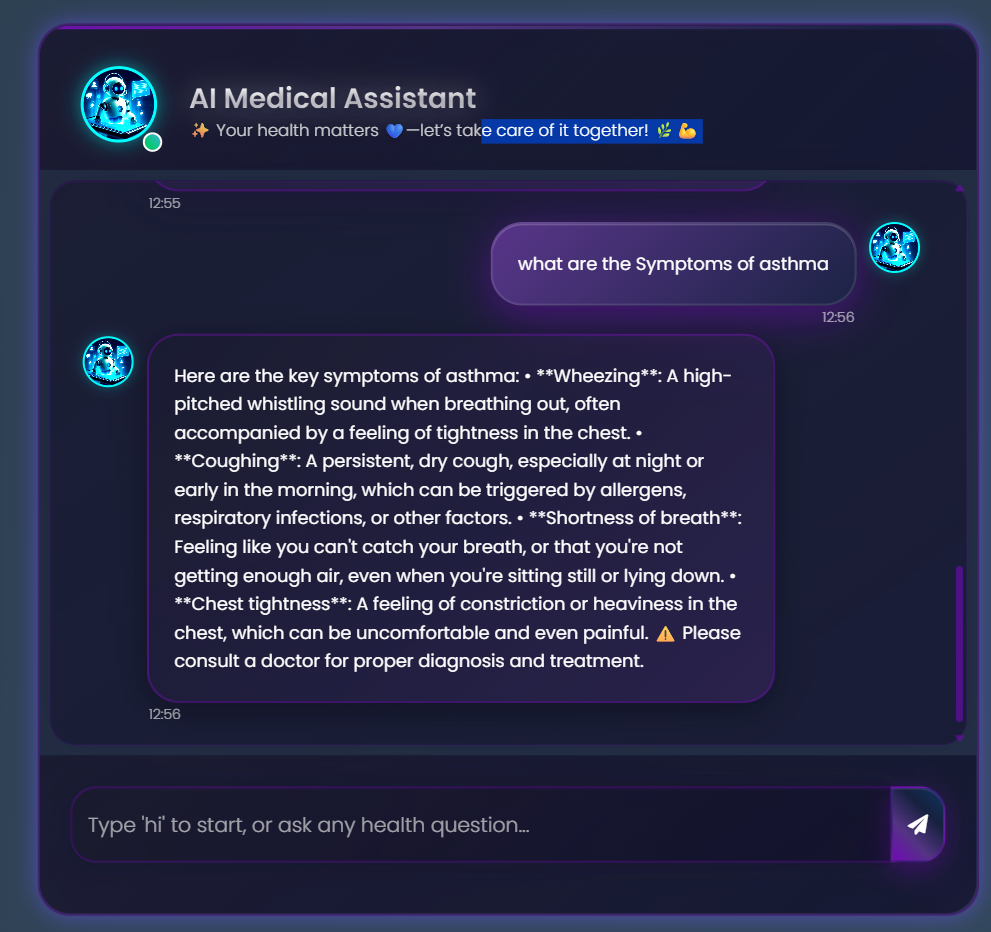 AI Medical Assistant
✨ Your health matters 💙—let's take care of it together! 🌿 💪
12:55
what are the Symptoms of asthma
12:56
Here are the key symptoms of asthma: • **Wheezing**: A high-
pitched whistling sound when breathing out, often
accompanied by a feeling of tightness in the chest. •
**Coughing**: A persistent, dry cough, especially at night or
early in the morning, which can be triggered by allergens,
respiratory infections, or other factors. • **Shortness of breath**:
Feeling like you can't catch your breath, or that you're not
getting enough air, even when you're sitting still or lying down. •
**Chest tightness**: A feeling of constriction or heaviness in the
chest, which can be uncomfortable and even painful. ⚠️ Please
consult a doctor for proper diagnosis and treatment.
12:56
Type 'hi' to start, or ask any health question...